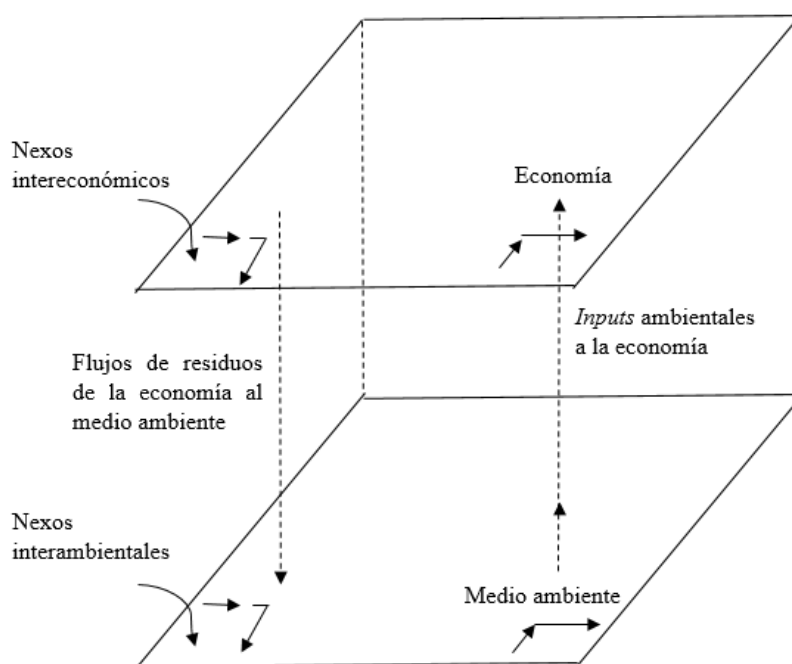 Nexos
intereconómicos
Economía
Inputs ambientales
a la economía
Flujos de residuos
de la economía al
medio ambiente
Nexos
interambientales
Medio ambiente